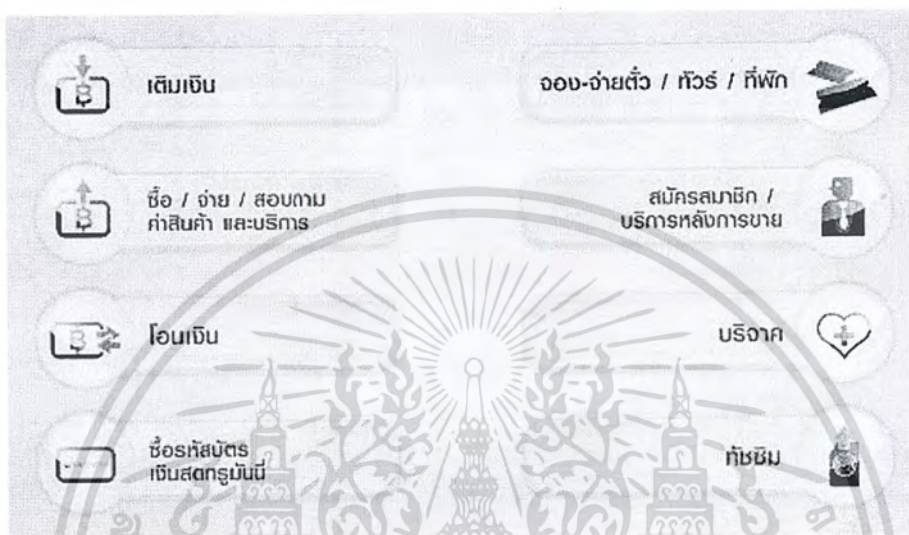 เติมเงิน
จอง-จ่ายตั๋ว / ทัวร์ / ที่พัก
ซื้อ / จ่าย / สอบถาม
ค่าสินค้า และบริการ
สมัครสมาชิก /
บริการหลังการขาย
โอนเงิน
บริจาค
ซื้อรหัสบัตร
เงินสดทรูมันนี่
ทัชซิม